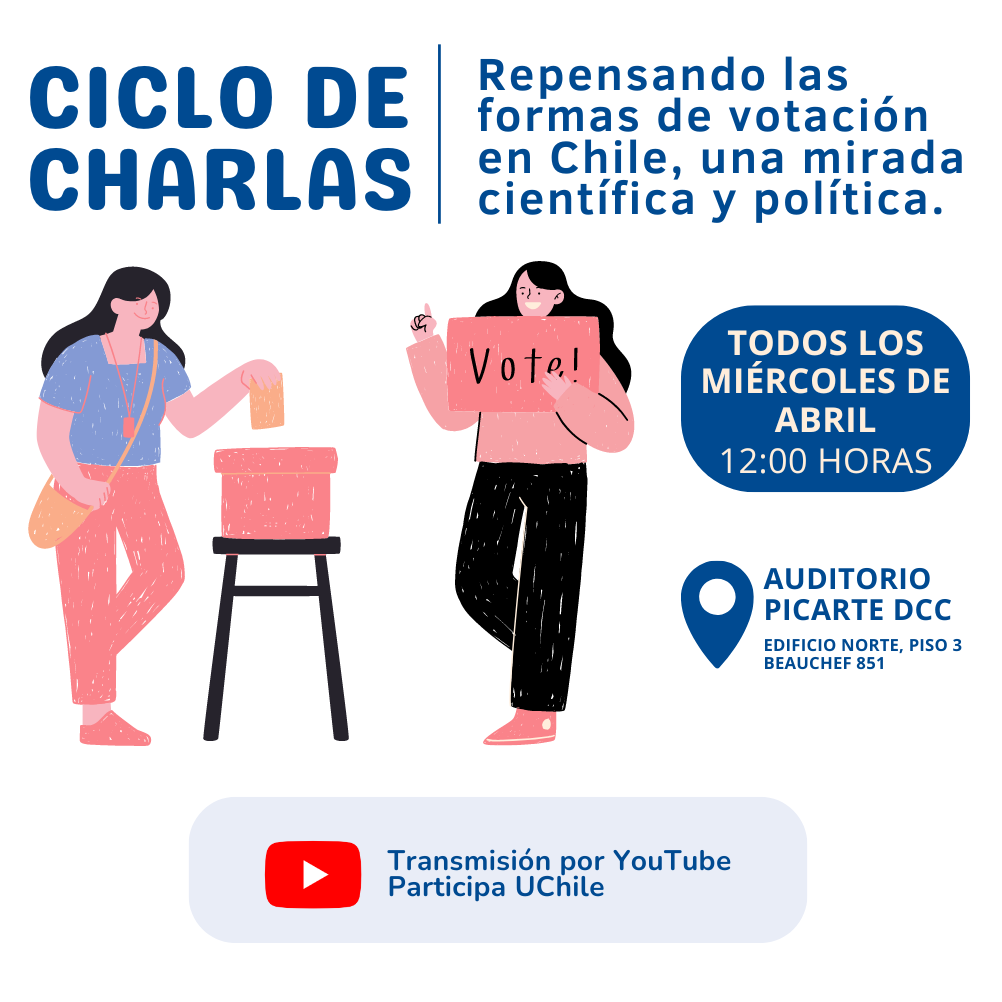 CICLO DE
CHARLAS
Repensando las
formas de votación
en Chile, una mirada
científica y política.
Vote!
TODOS LOS
MIÉRCOLES DE
ABRIL
12:00 HORAS
AUDITORIO
PICARTE DCC
EDIFICIO NORTE, PISO 3
BEAUCHEF 851
Transmisión por YouTube
Participa UChile